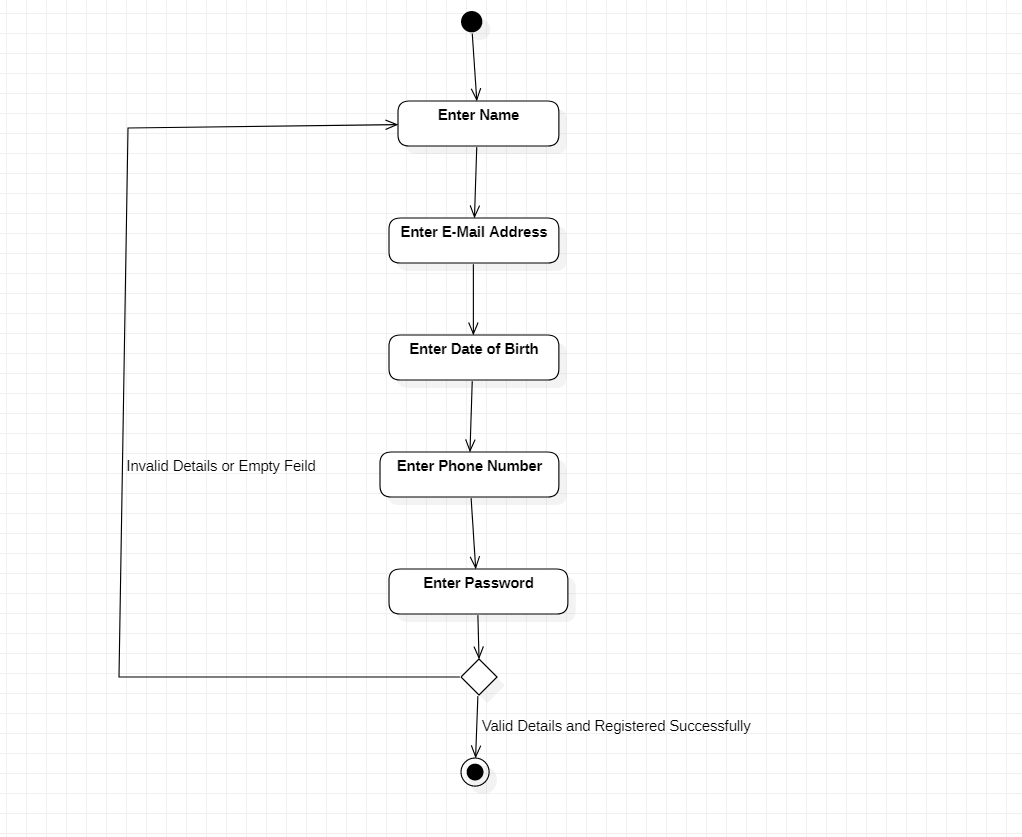 Enter Name
Enter E-Mail Address
Enter Date of Birth
Invalid Details or Empty Feild
Enter Phone Number
Enter Password
Valid Details and Registered Successfully